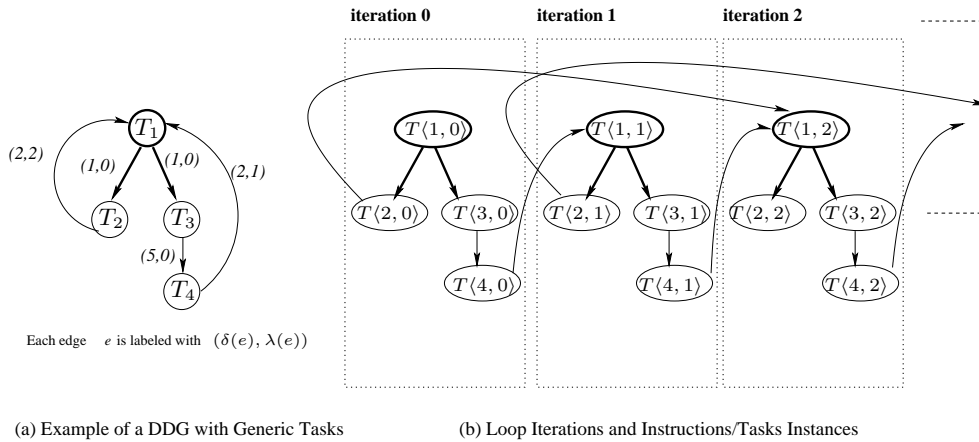 iteration 0
iteration 1
iteration 2
T₁
(2,2)
(1,0)
(1,0)
(2,1)
T₂
T₃
(5,0)
T₄
Each edge e is labeled with (δ(e), λ(e))
T⟨1, 0⟩
T⟨1, 1⟩
T⟨1, 2⟩
T⟨2, 0⟩
T⟨3, 0⟩
T⟨2, 1⟩
T⟨3, 1⟩
T⟨2, 2⟩
T⟨3, 2⟩
T⟨4, 0⟩
T⟨4, 1⟩
T⟨4, 2⟩
(a) Example of a DDG with Generic Tasks
(b) Loop Iterations and Instructions/Tasks Instances